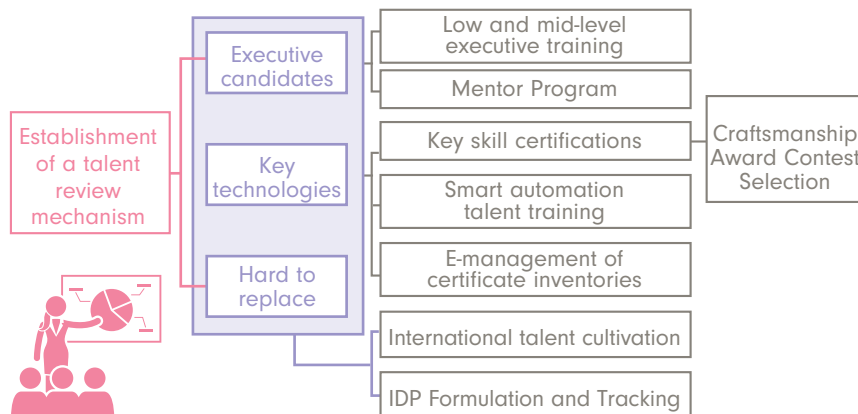 Establishment
of a talent
review
mechanism
Executive
candidates
Key
technologies
Hard to
replace
Low and mid-level
executive training
Mentor Program
Key skill certifications
Smart automation
talent training
E-management of
certificate inventories
International talent cultivation
IDP Formulation and Tracking
Craftsmanship
Award Contest
Selection